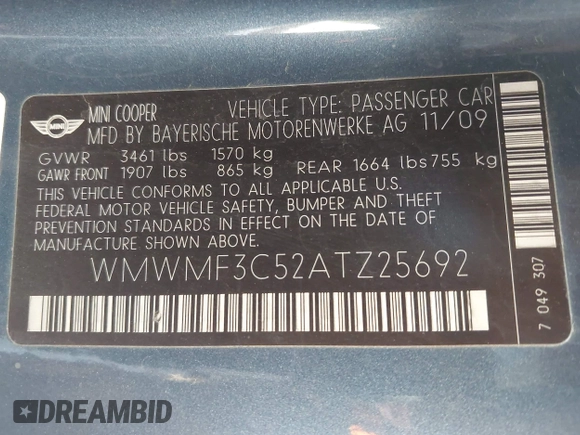 MINI
MINI COOPER VEHICLE TYPE: PASSENGER CAR
MFD BY BAYERISCHE MOTORENWERKE AG 11/09
GVWR 3461 lbs 1570 kg
GAWR FRONT 1907 lbs 865 kg REAR 1664 lbs755 kg
THIS VEHICLE CONFORMS TO ALL APPLICABLE U.S.
FEDERAL MOTOR VEHICLE SAFETY, BUMPER AND THEFT
PREVENTION STANDARDS IN EFFECT ON THE DATE OF
MANUFACTURE SHOWN ABOVE.
WMWMF3C52ATZ25692
7 049 307
DREAMBID